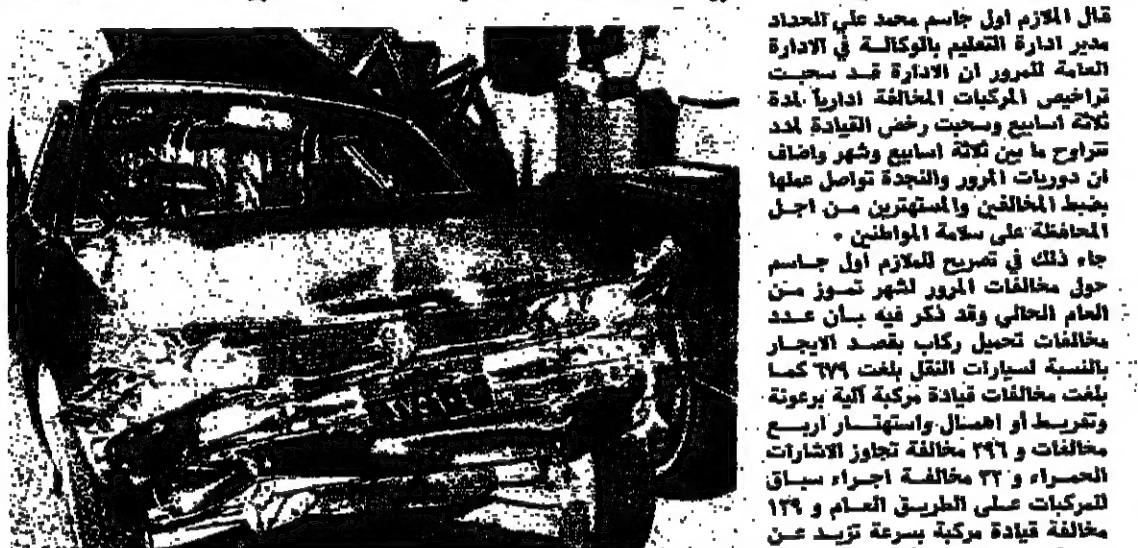 قال الملازم اول جاسم محمد علي الحداد
مدير ادارة التعليم بالوكالة في الادارة
العامة للمرور ان الادارة قد سحبت
تراخيص المركبات المخالفة ادارياً لمدة
ثلاثة اسابيع وسحبت رخص القيادة لمدد
تتراوح ما بين ثلاثة اسابيع وشهر واضاف
ان دوريات المرور والنجدة تواصل عملها
بضبط المخالفين والمستهترين من اجل
المحافظة على سلامة المواطنين .
جاء ذلك في تصريح للملازم أول جاسم
حول مخالفات المرور لشهر تموز من
العام الحالي وقد ذكر فيه بأن عدد
مخالفات تحميل ركاب بقصد الايجار
بالنسبة لسيارات النقل بلغت ٦٧٩ كما
بلغت مخالفات قيادة مركبة آلية برعونة
وتفريط أو اهمال واستهتار اربع
مخالفات و ٢٩٦ مخالفة تجاوز الاشارات
الحمراء و ٣٢ مخالفة اجراء سباق
للمركبات على الطريق العام و ١٣٩
مخالفة قيادة مركبة بسرعة تزيد عن